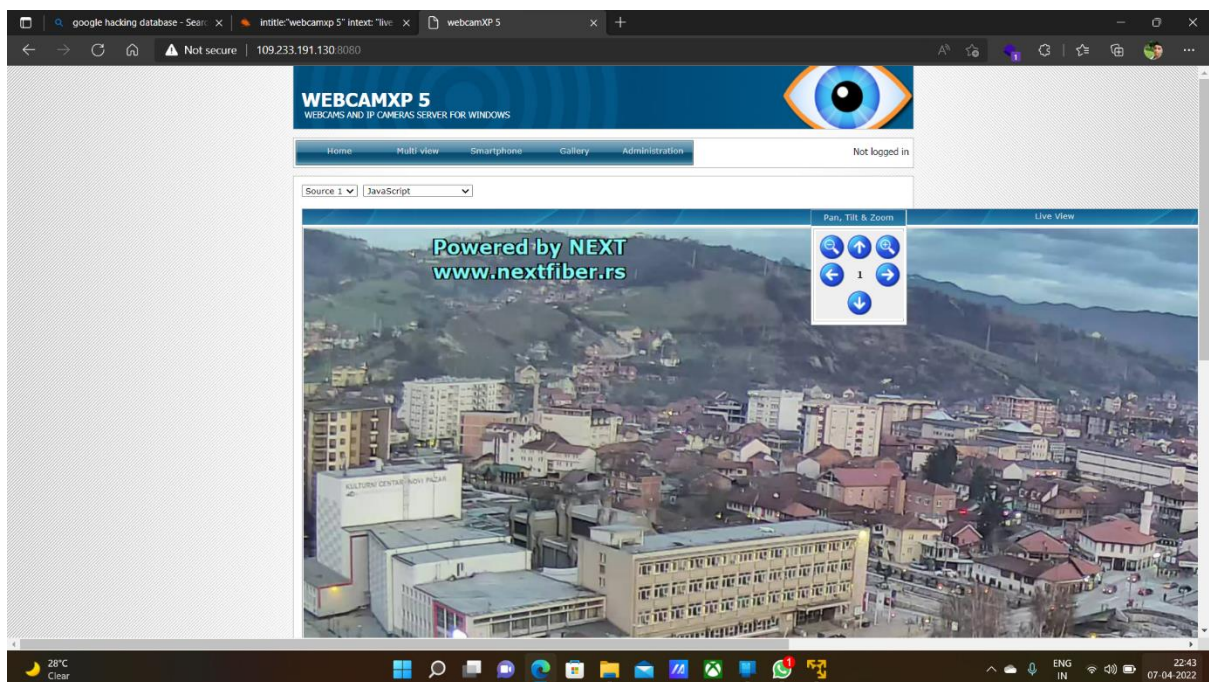 google hacking database - Searc
intitle:"webcamxp 5" intext: "live
webcamXP 5
Not secure
109.233.191.130:8080
WEBCAMXP 5
WEBCAMS AND IP CAMERAS SERVER FOR WINDOWS
Home Multi view Smartphone Gallery Administration
Not logged in
Source 1 JavaScript
Pan, Tilt & Zoom
Live View
Powered by NEXT
www.nextfiber.rs
1
KULTURNI CENTAR NOVI PAZAR
28°C
Clear
1
ENG
IN
22:43
07-04-2022